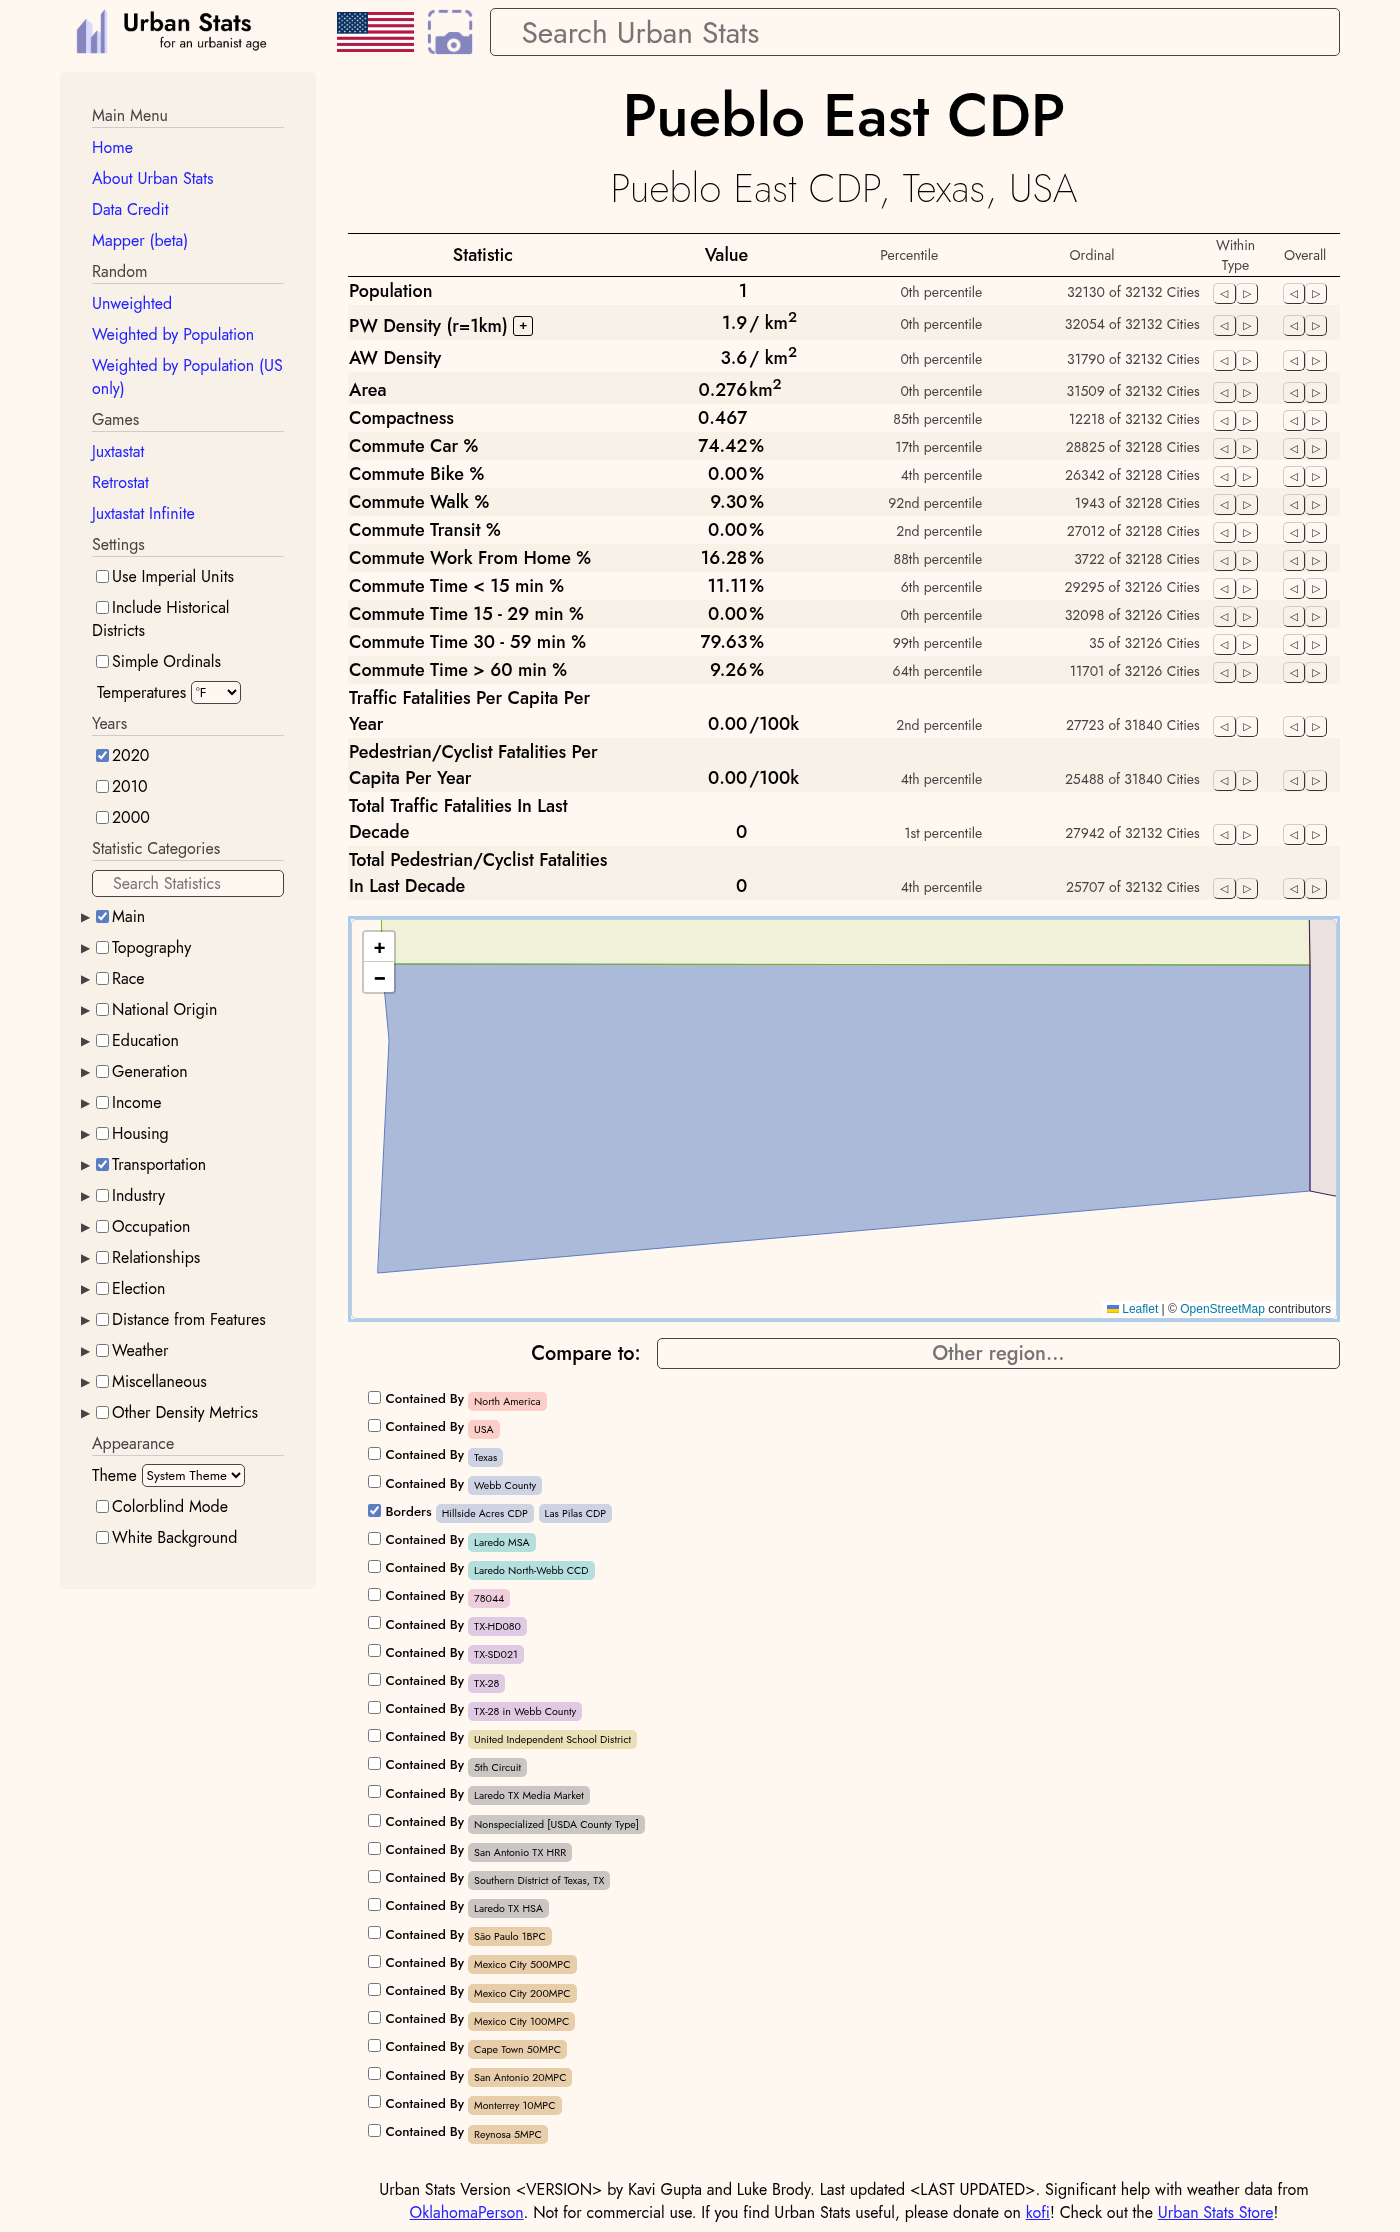 Urban Stats
for an urbanist age
Search Urban Stats
Main Menu
Home
About Urban Stats
Data Credit
Mapper (beta)
Random
Unweighted
Weighted by Population
Weighted by Population (US
only)
Games
Juxtastat
Retrostat
Juxtastat Infinite
Settings
Use Imperial Units
Include Historical
Districts
Simple Ordinals
Temperatures °F
Years
2020
2010
2000
Statistic Categories
Search Statistics
Main
Topography
Race
National Origin
Education
Generation
Income
Housing
Transportation
Industry
Occupation
Relationships
Election
Distance from Features
Weather
Miscellaneous
Other Density Metrics
Appearance
Theme System Theme
Colorblind Mode
White Background
Pueblo East CDP
Pueblo East CDP, Texas, USA
Statistic Value Percentile Ordinal Within Type Overall
Population 1 0th percentile 32130 of 32132 Cities
PW Density (r=1km) + 1.9 / km² 0th percentile 32054 of 32132 Cities
AW Density 3.6 / km² 0th percentile 31790 of 32132 Cities
Area 0.276 km² 0th percentile 31509 of 32132 Cities
Compactness 0.467 85th percentile 12218 of 32132 Cities
Commute Car % 74.42% 17th percentile 28825 of 32128 Cities
Commute Bike % 0.00% 4th percentile 26342 of 32128 Cities
Commute Walk % 9.30% 92nd percentile 1943 of 32128 Cities
Commute Transit % 0.00% 2nd percentile 27012 of 32128 Cities
Commute Work From Home % 16.28% 88th percentile 3722 of 32128 Cities
Commute Time < 15 min % 11.11% 6th percentile 29295 of 32126 Cities
Commute Time 15 - 29 min % 0.00% 0th percentile 32098 of 32126 Cities
Commute Time 30 - 59 min % 79.63% 99th percentile 35 of 32126 Cities
Commute Time > 60 min % 9.26% 64th percentile 11701 of 32126 Cities
Traffic Fatalities Per Capita Per
Year 0.00 /100k 2nd percentile 27723 of 31840 Cities
Pedestrian/Cyclist Fatalities Per
Capita Per Year 0.00 /100k 4th percentile 25488 of 31840 Cities
Total Traffic Fatalities In Last
Decade 0 1st percentile 27942 of 32132 Cities
Total Pedestrian/Cyclist Fatalities
In Last Decade 0 4th percentile 25707 of 32132 Cities
+
−
Leaflet | © OpenStreetMap contributors
Compare to: Other region...
Contained By North America
Contained By USA
Contained By Texas
Contained By Webb County
Borders Hillside Acres CDP Las Pilas CDP
Contained By Laredo MSA
Contained By Laredo North-Webb CCD
Contained By 78044
Contained By TX-HD080
Contained By TX-SD021
Contained By TX-28
Contained By TX-28 in Webb County
Contained By United Independent School District
Contained By 5th Circuit
Contained By Laredo TX Media Market
Contained By Nonspecialized [USDA County Type]
Contained By San Antonio TX HRR
Contained By Southern District of Texas, TX
Contained By Laredo TX HSA
Contained By São Paulo 1BPC
Contained By Mexico City 500MPC
Contained By Mexico City 200MPC
Contained By Mexico City 100MPC
Contained By Cape Town 50MPC
Contained By San Antonio 20MPC
Contained By Monterrey 10MPC
Contained By Reynosa 5MPC
Urban Stats Version <VERSION> by Kavi Gupta and Luke Brody. Last updated <LAST UPDATED>. Significant help with weather data from
OklahomaPerson. Not for commercial use. If you find Urban Stats useful, please donate on kofi! Check out the Urban Stats Store!